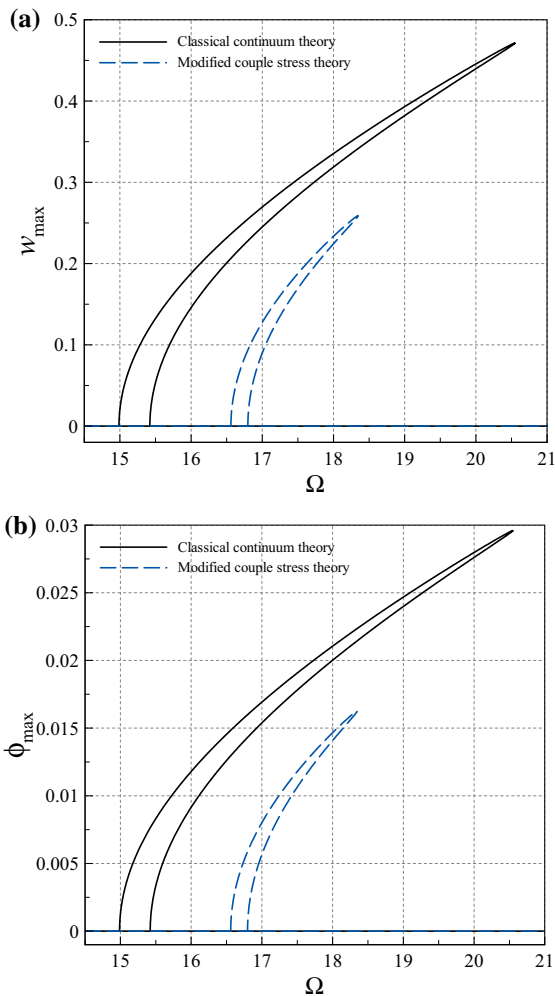 (a)
0.5
0.4
0.3
0.2
0.1
0
w max
Classical continuum theory
Modified couple stress theory
15 16 17 18 19 20 21
Ω
(b)
0.03
0.025
0.02
0.015
0.01
0.005
0
ϕ max
Classical continuum theory
Modified couple stress theory
15 16 17 18 19 20 21
Ω